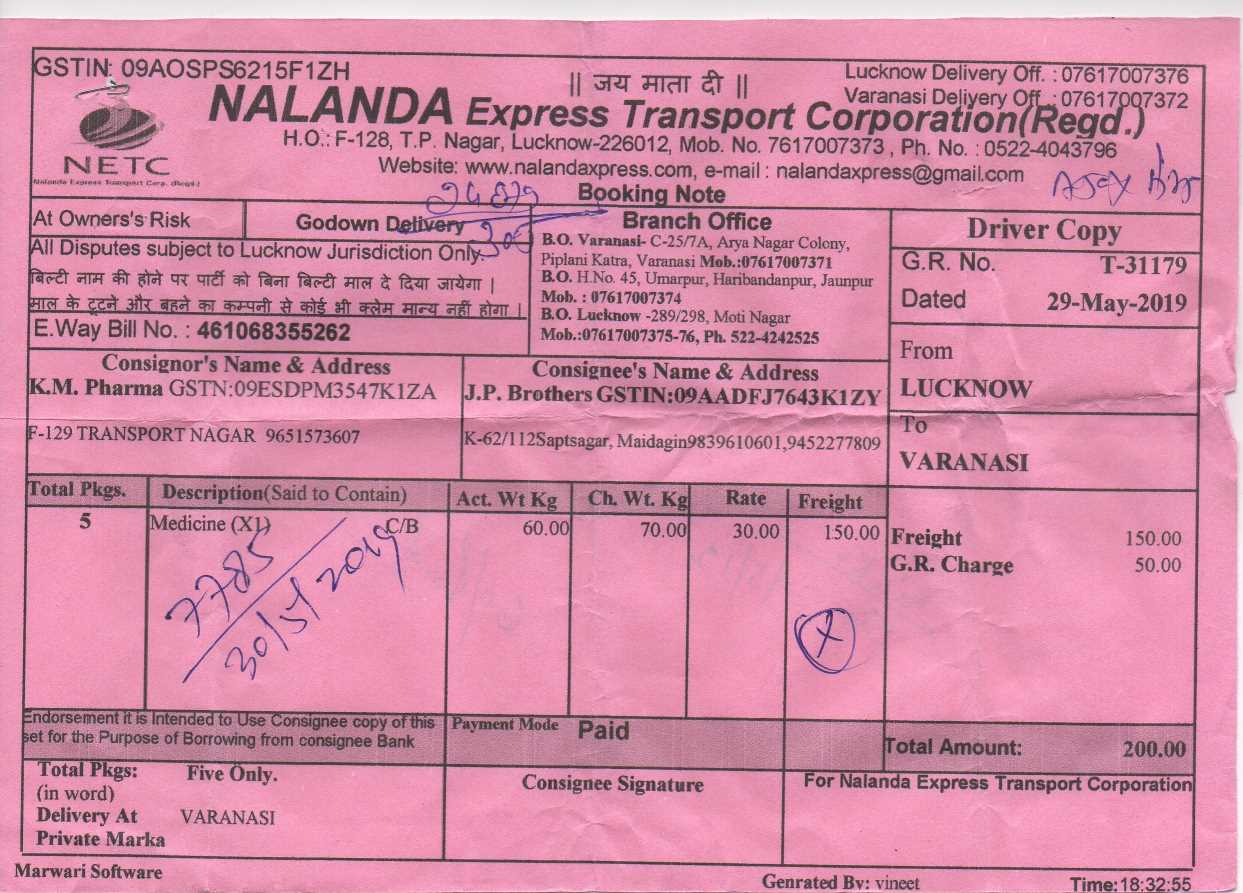 GSTIN: 09AOSPS6215F1ZH
|| जय माता दी ||
Lucknow Delivery Off. : 07617007376
Varanasi Delivery Off. : 07617007372
NALANDA Express Transport Corporation(Regd.)
NETC
Nalanda Express Transport Corp. (Regd.)
H.O.: F-128, T.P. Nagar, Lucknow-226012, Mob. No. 7617007373 , Ph. No. : 0522-4043796
Website: www.nalandaxpress.com, e-mail : nalandaxpress@gmail.com
Booking Note
At Owners's Risk
Godown Delivery
All Disputes subject to Lucknow Jurisdiction Only.
बिल्टी नाम की होने पर पार्टी को बिना बिल्टी माल दे दिया जायेगा |
माल के टूटने और बहने का कम्पनी से कोई भी क्लेम मान्य नहीं होगा |
E.Way Bill No. : 461068355262
Branch Office
B.O. Varanasi- C-25/7A, Arya Nagar Colony,
Piplani Katra, Varanasi Mob.:07617007371
B.O. H.No. 45, Umarpur, Haribandanpur, Jaunpur
Mob. : 07617007374
B.O. Lucknow -289/298, Moti Nagar
Mob.:07617007375-76, Ph. 522-4242525
Driver Copy
G.R. No. T-31179
Dated 29-May-2019
From
LUCKNOW
To
VARANASI
Consignor's Name & Address
K.M. Pharma GSTN:09ESDPM3547K1ZA
F-129 TRANSPORT NAGAR 9651573607
Consignee's Name & Address
J.P. Brothers GSTIN:09AADFJ7643K1ZY
K-62/112Saptsagar, Maidagin9839610601,9452277809
Total Pkgs. Description(Said to Contain) Act. Wt Kg Ch. Wt. Kg Rate Freight
5 Medicine (X1) C/B 60.00 70.00 30.00 150.00
7785
30/5/2019
X
Freight 150.00
G.R. Charge 50.00
Endorsement it is Intended to Use Consignee copy of this
set for the Purpose of Borrowing from consignee Bank
Payment Mode Paid
Total Amount: 200.00
Total Pkgs: Five Only.
(in word)
Delivery At VARANASI
Private Marka
Consignee Signature
For Nalanda Express Transport Corporation
Marwari Software
Genrated By: vineet
Time:18:32:55